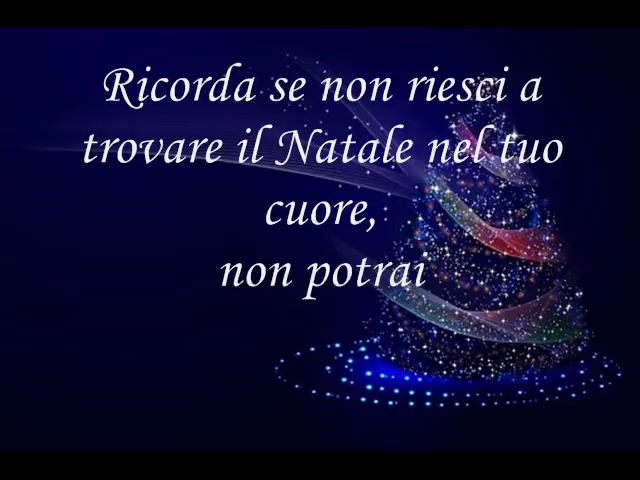 Ricorda se non riesci a
trovare il Natale nel tuo
cuore,
non potrai